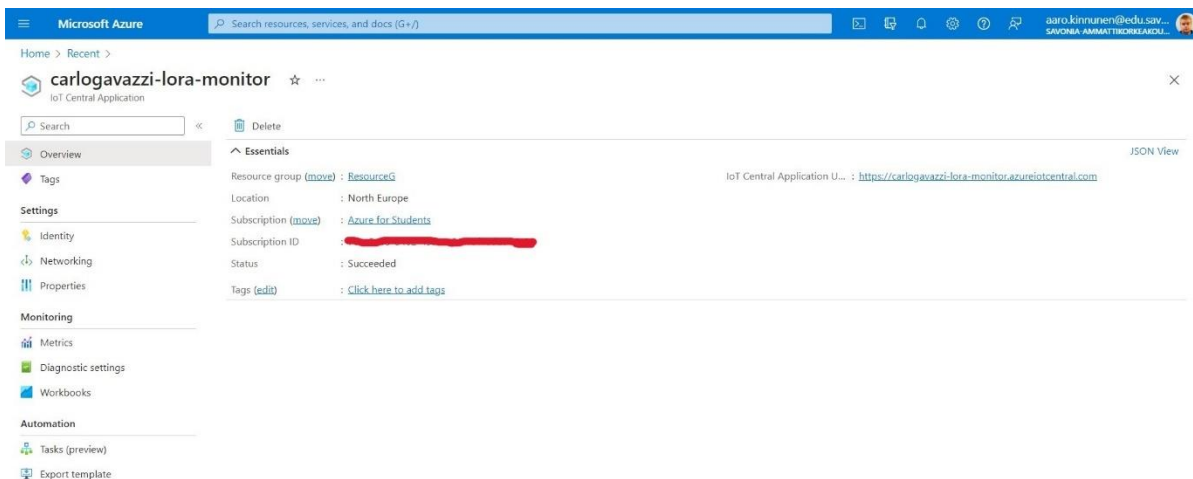 Microsoft Azure
Search resources, services, and docs (G+/)
aaro.kinnunen@edu.sav...
SAVONIA-AMMATTIKORKEAKOU...
Home > Recent >
carlogavazzi-lora-monitor
IoT Central Application
Search
Delete
Overview
Tags
Settings
Identity
Networking
Properties
Monitoring
Metrics
Diagnostic settings
Workbooks
Automation
Tasks (preview)
Export template
Essentials
JSON View
Resource group (move) : ResourceG
Location : North Europe
Subscription (move) : Azure for Students
Subscription ID :
Status : Succeeded
Tags (edit) : Click here to add tags
IoT Central Application U... : https://carlogavazzi-lora-monitor.azureiotcentral.com